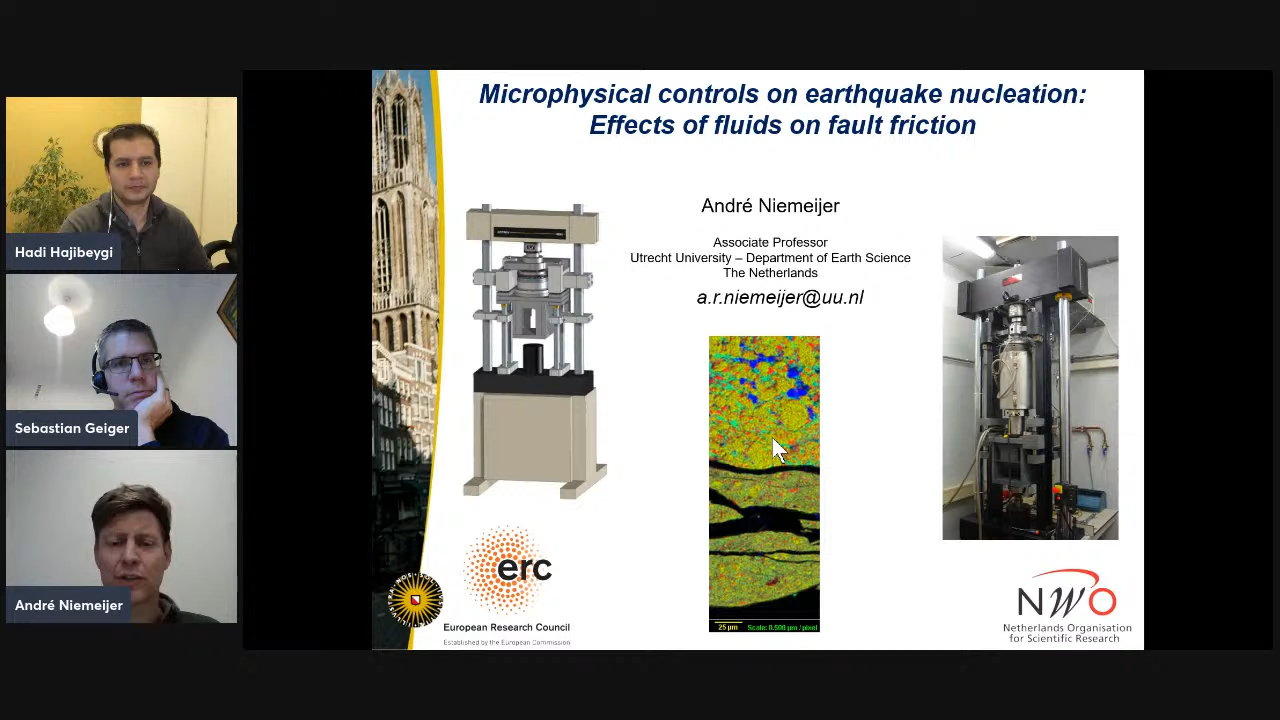 Microphysical controls on earthquake nucleation:
Effects of fluids on fault friction
André Niemeijer
Associate Professor
Utrecht University – Department of Earth Science
The Netherlands
a.r.niemeijer@uu.nl
Hadi Hajibeygi
Sebastian Geiger
André Niemeijer
erc
European Research Council
Established by the European Commission
25 µm
Scale: 0.500 µm / pixel
NWO
Netherlands Organisation
for Scientific Research